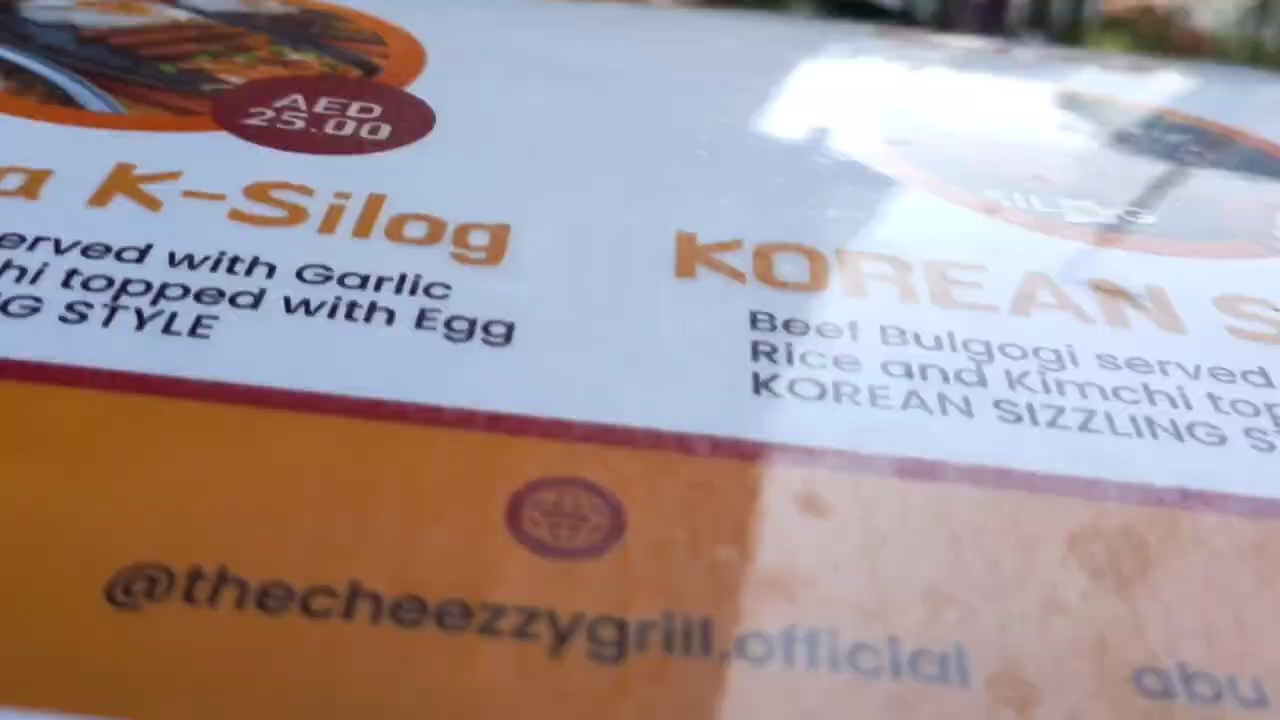 AED
25.00
a K-Silog
erved with Garlic
hi topped with Egg
G STYLE
KOREAN S
Beef Bulgogi served
Rice and Kimchi top
KOREAN SIZZLING S
@thecheezzygrill.official
abu